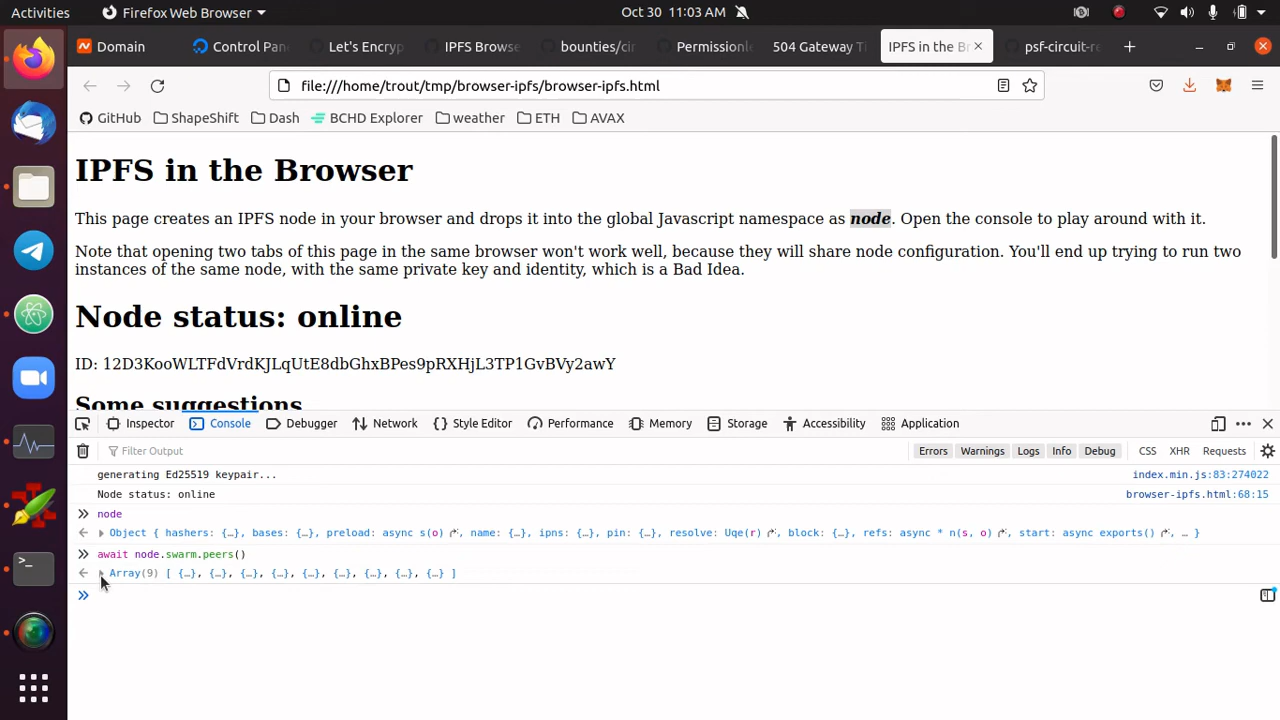 Activities
Firefox Web Browser
Oct 30 11:03 AM
Domain
Control Pan
Let's Encryp
IPFS Browse
bounties/cir
Permissionle
504 Gateway Ti
IPFS in the Br
psf-circuit-re
file:///home/trout/tmp/browser-ipfs/browser-ipfs.html
GitHub
ShapeShift
Dash
BCHD Explorer
weather
ETH
AVAX
IPFS in the Browser
This page creates an IPFS node in your browser and drops it into the global Javascript namespace as node. Open the console to play around with it.
Note that opening two tabs of this page in the same browser won't work well, because they will share node configuration. You'll end up trying to run two
instances of the same node, with the same private key and identity, which is a Bad Idea.
Node status: online
ID: 12D3KooWLTFdVrdKJLqUtE8dbGhxBPes9pRXHjL3TP1GvBVy2awY
Some suggestions
Inspector
Console
Debugger
Network
Style Editor
Performance
Memory
Storage
Accessibility
Application
Filter Output
Errors
Warnings
Logs
Info
Debug
CSS
XHR
Requests
generating Ed25519 keypair... index.min.js:83:274022
Node status: online browser-ipfs.html:68:15
>> node
Object { hashers: {…}, bases: {…}, preload: async s(o), name: {…}, ipns: {…}, pin: {…}, resolve: Uqe(r), block: {…}, refs: async * n(s, o), start: async exports(), … }
>> await node.swarm.peers()
Array(9) [ {…}, {…}, {…}, {…}, {…}, {…}, {…}, {…}, {…} ]
>>